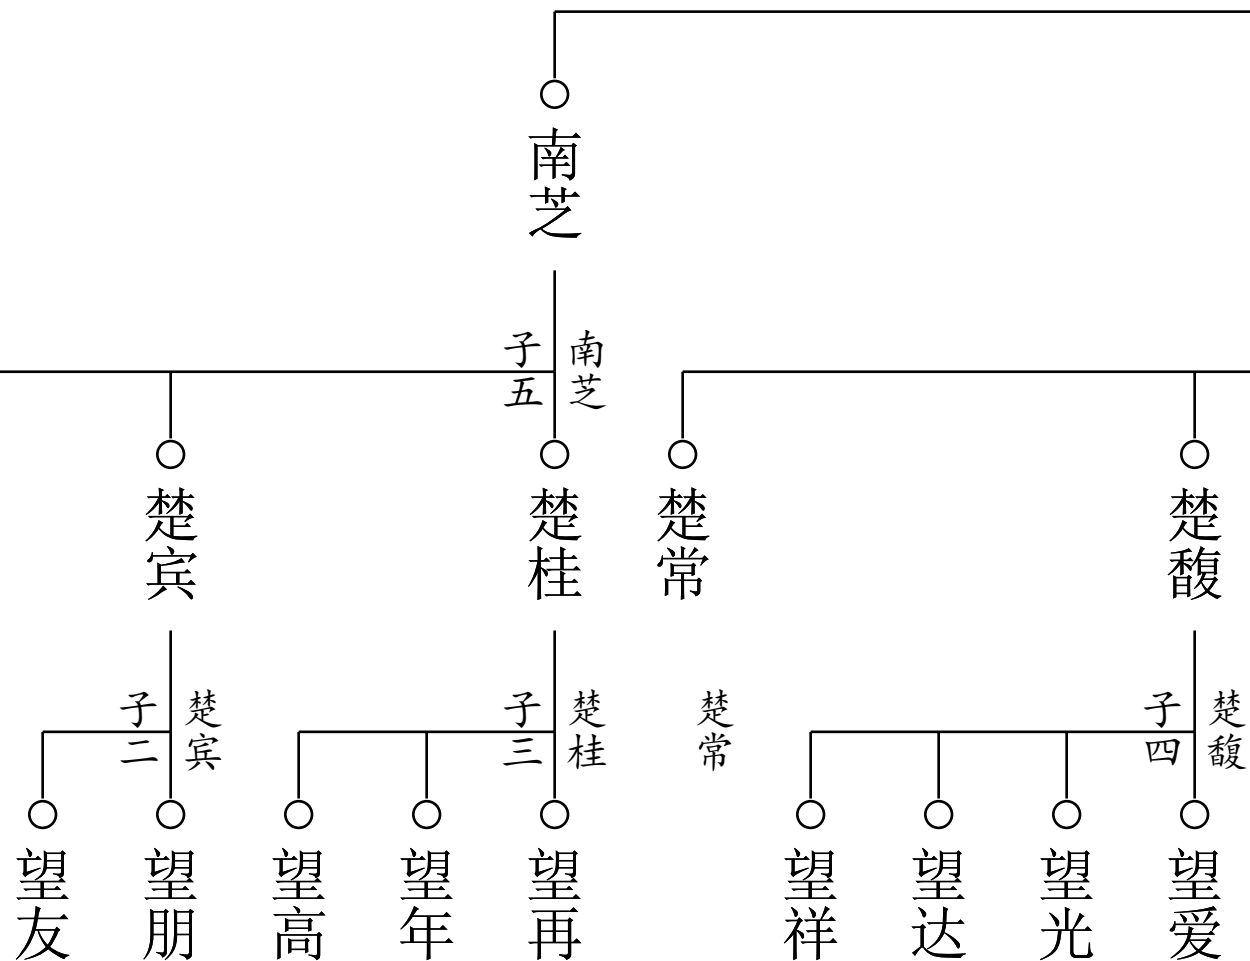 南芝
南芝
子五
楚馥
楚常
楚桂
楚宾
楚馥
子四
楚常
楚桂
子三
楚宾
子二
望爱
望光
望达
望祥
望再
望年
望高
望朋
望友